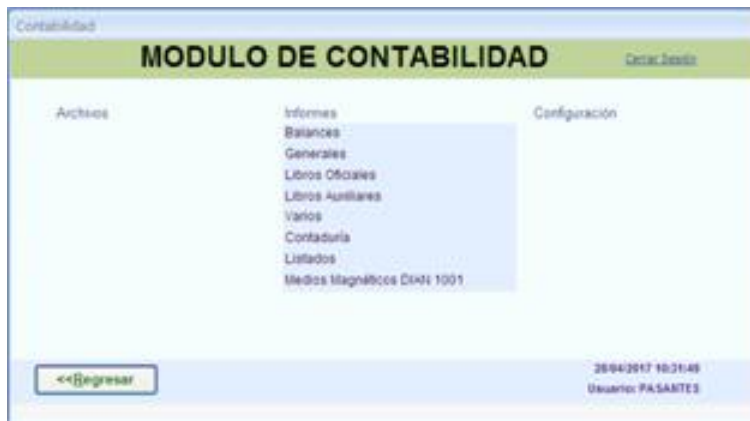 Contabilidad
MODULO DE CONTABILIDAD
Cerrar Sesión
Archivos
Informes
Configuración
Balances
Generales
Libros Oficiales
Libros Auxiliares
Varios
Contaduría
Listados
Medios Magnéticos DIAN 1001
<<Regresar
28/04/2017 10:31:48
Usuario: PASANTES